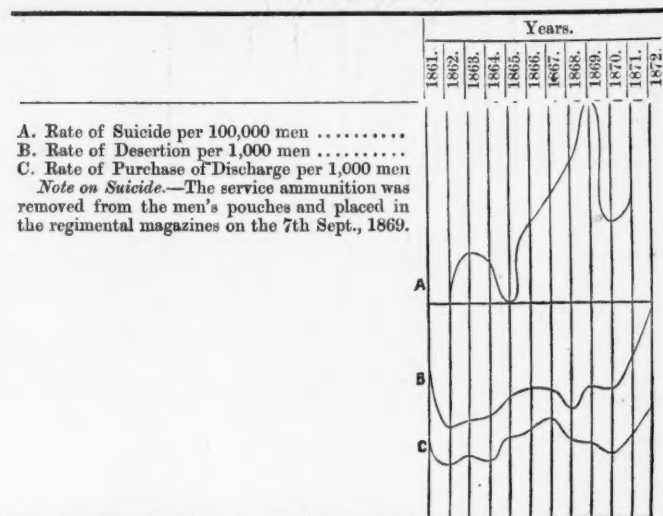 Years.
1861. 1862. 1863. 1864. 1865. 1866. 1867. 1868. 1869. 1870. 1871. 1872.
A. Rate of Suicide per 100,000 men ..........
B. Rate of Desertion per 1,000 men ..........
C. Rate of Purchase of Discharge per 1,000 men
Note on Suicide.—The service ammunition was
removed from the men's pouches and placed in
the regimental magazines on the 7th Sept., 1869.
A
B
C